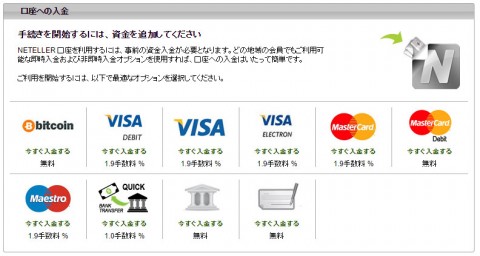 口座への入金
手続きを開始するには、資金を追加してください
NETELLER 口座を利用するには、事前の資金入金が必要となります。どの地域の会員でもご利用可
能な即時入金および非即時入金オプションを使用すれば、口座への入金はいたって簡単です。
ご利用を開始するには、以下で最適なオプションを選択してください。
N
bitcoin
VISA
DEBIT
VISA
VISA
ELECTRON
MasterCard
MasterCard
Debit
今すぐ入金する
今すぐ入金する
今すぐ入金する
今すぐ入金する
今すぐ入金する
今すぐ入金する
無料
1.9手数料 %
1.9手数料 %
1.9手数料 %
1.9手数料 %
無料
Maestro
QUICK
BANK
TRANSFER
今すぐ入金する
今すぐ入金する
今すぐ入金する
今すぐ入金する
1.9手数料 %
1.0手数料 %
無料
無料